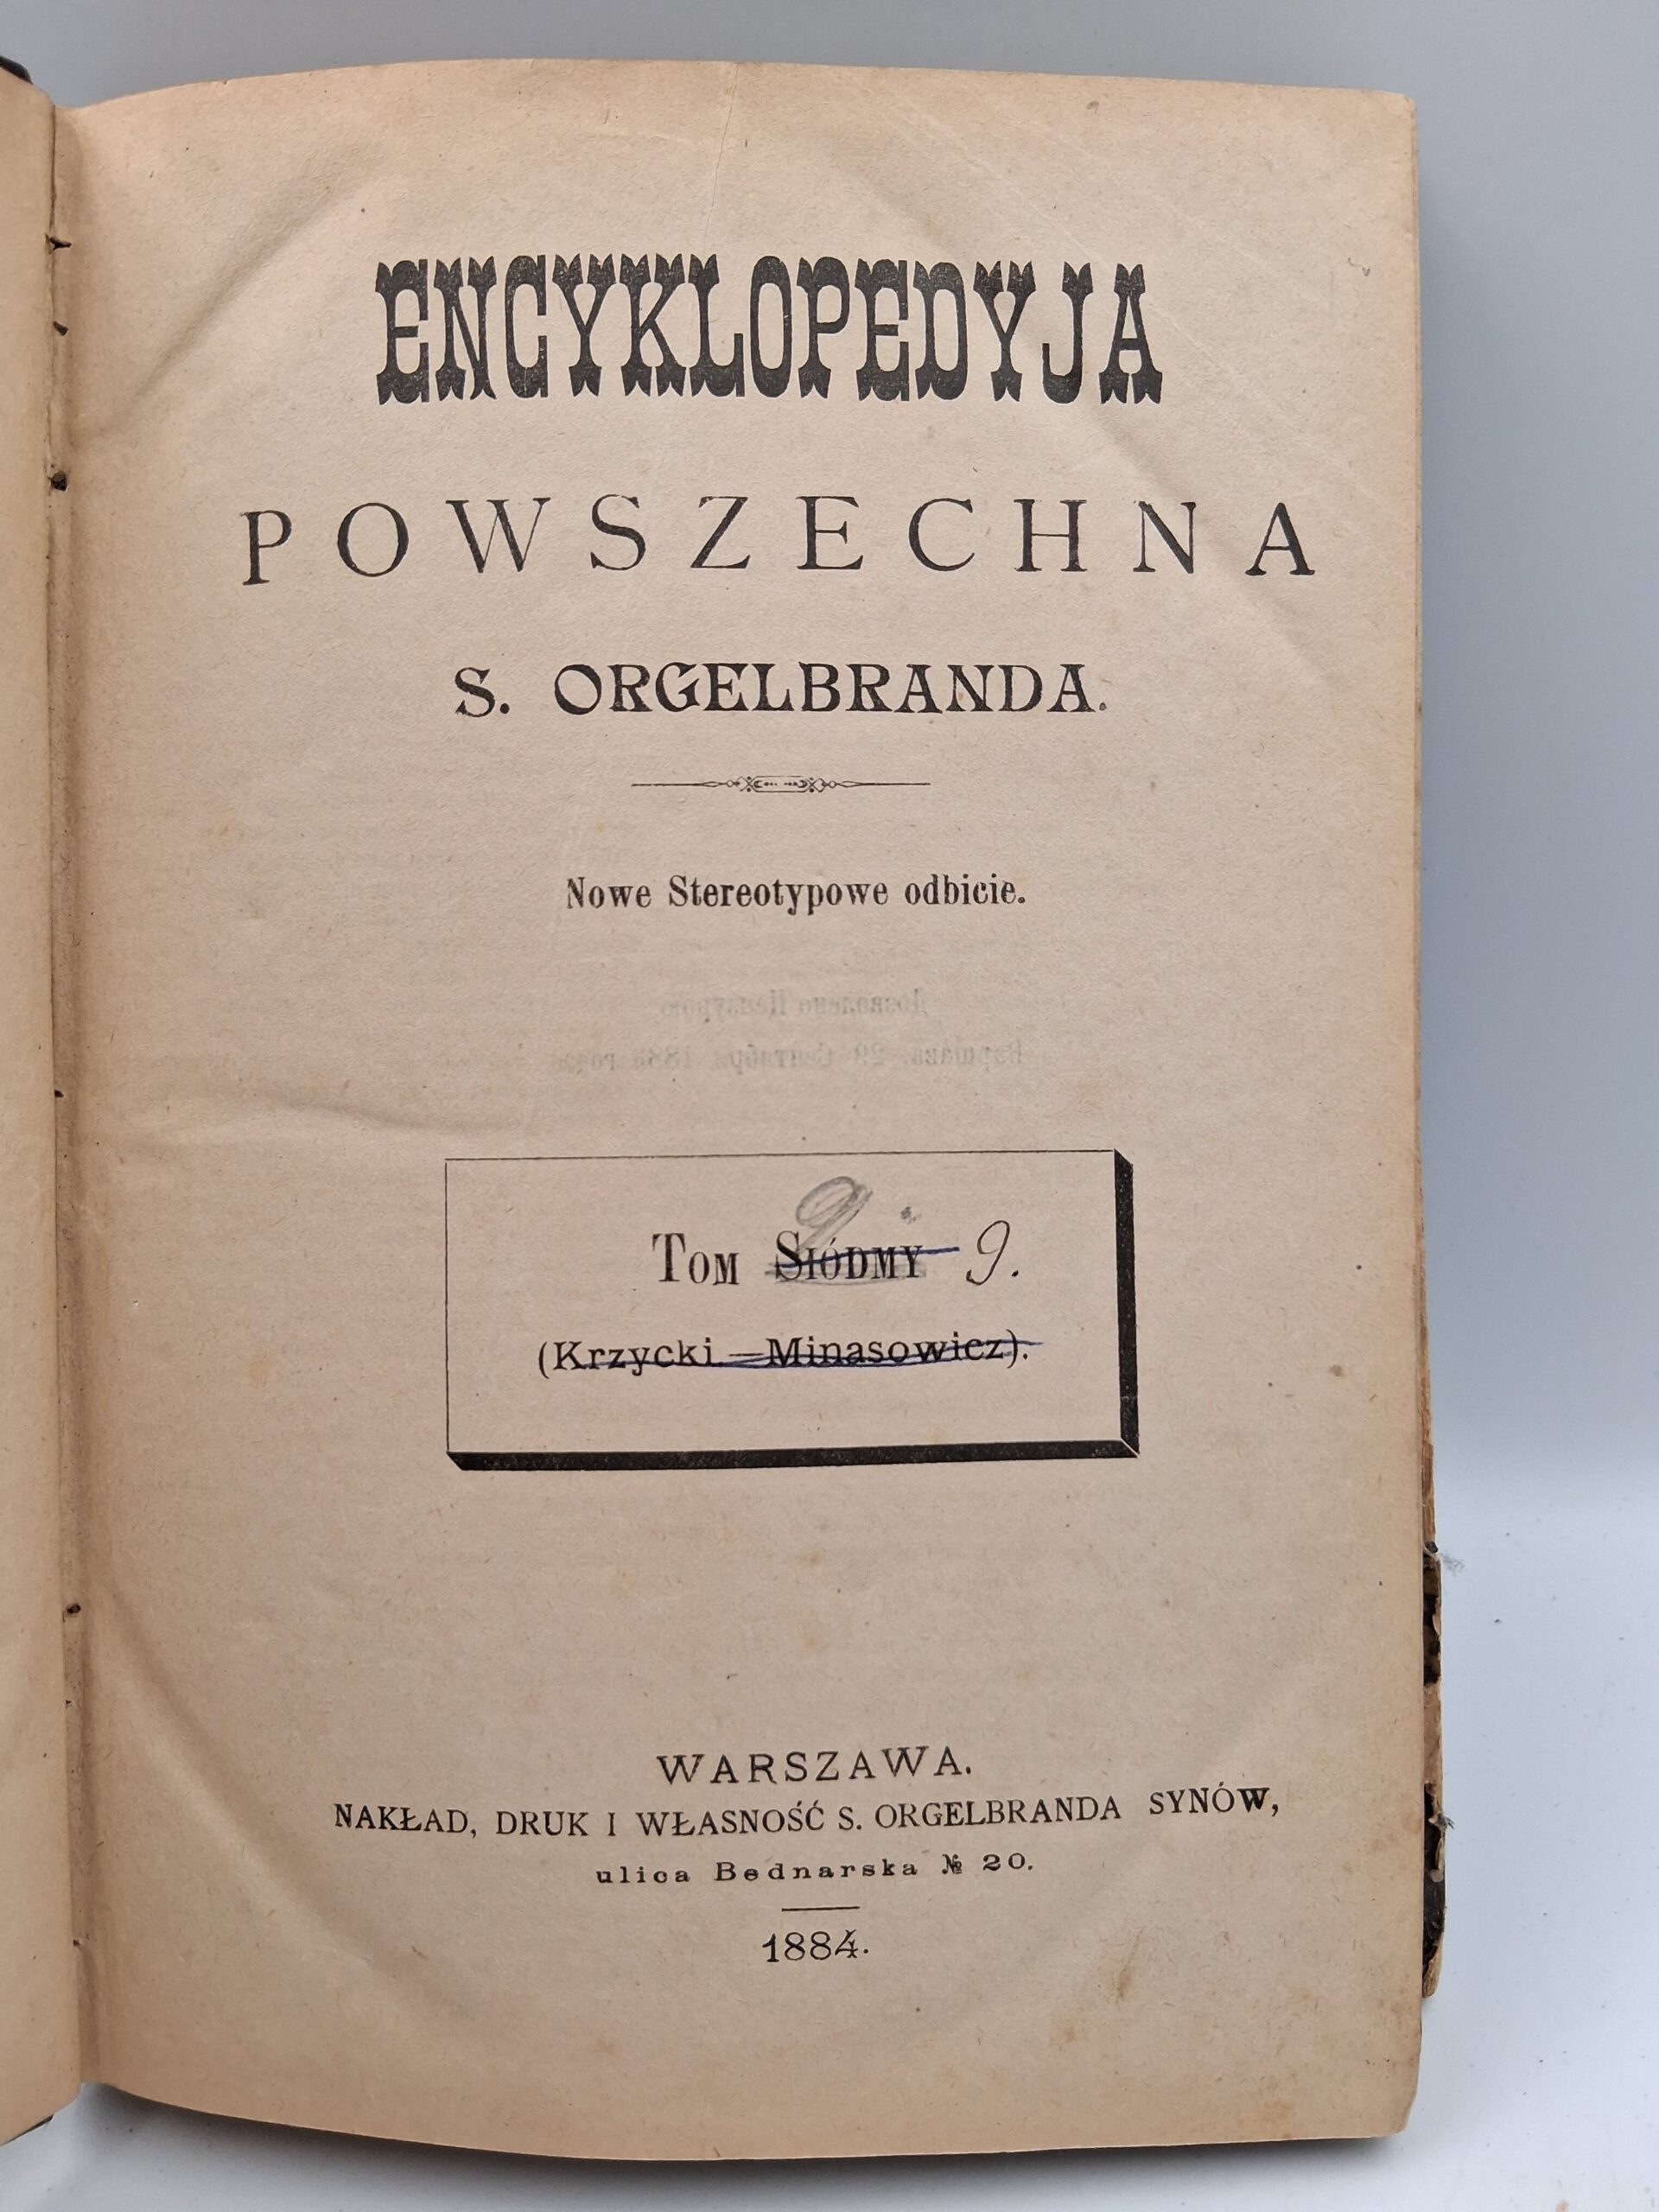 ENCYKLOPEDYJA
POWSZECHNA
S. ORGELBRANDA.
Nowe Stereotypowe odbicie.
9
Tom Siódmy 9.
(Krzycki—Minasowicz).
WARSZAWA.
NAKŁAD, DRUK I WŁASNOŚĆ S. ORGELBRANDA SYNÓW,
ulica Bednarska № 20.
1884.